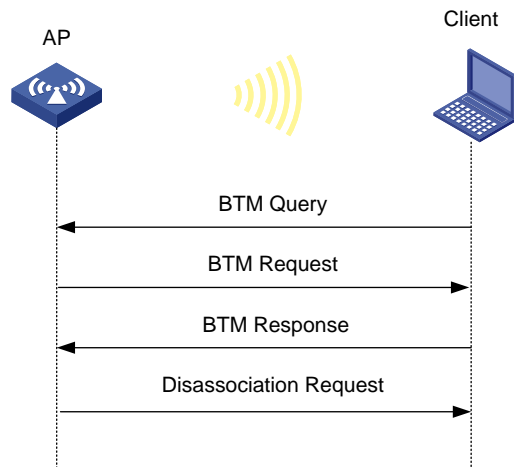 Client
AP
BTM Query
BTM Request
BTM Response
Disassociation Request